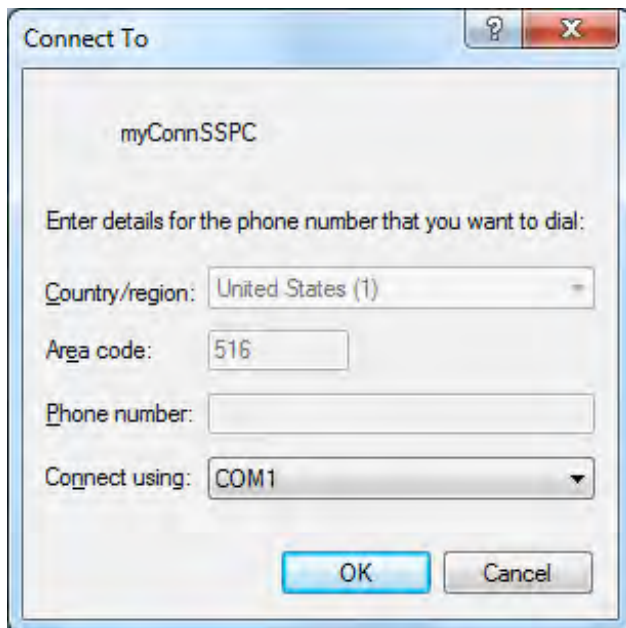 Connect To
myConnSSPC
Enter details for the phone number that you want to dial:
Country/region: United States (1)
Area code: 516
Phone number:
Connect using: COM1
OK Cancel